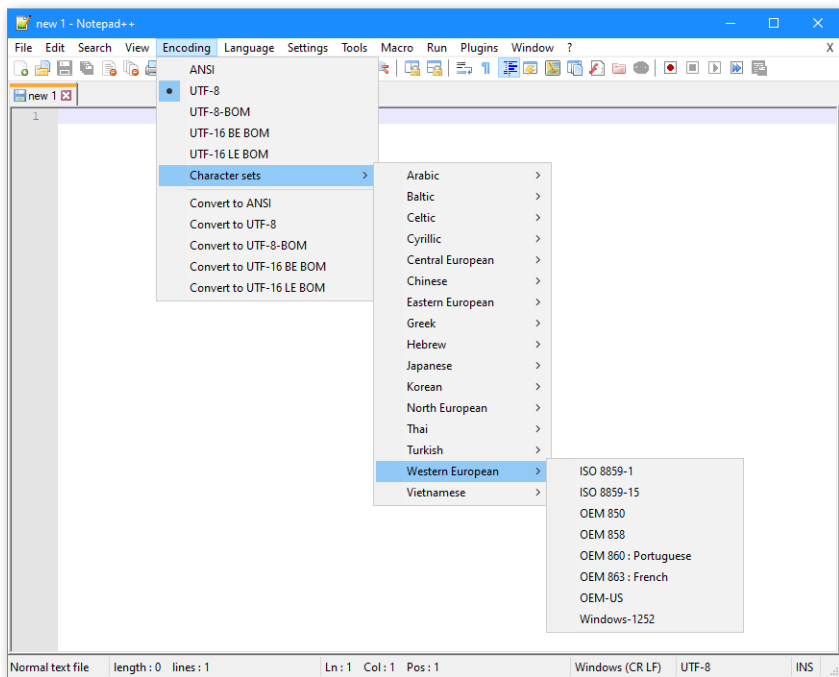 new 1 - Notepad++
File Edit Search View Encoding Language Settings Tools Macro Run Plugins Window ? X
new 1
1
ANSI
UTF-8
UTF-8-BOM
UTF-16 BE BOM
UTF-16 LE BOM
Character sets
Convert to ANSI
Convert to UTF-8
Convert to UTF-8-BOM
Convert to UTF-16 BE BOM
Convert to UTF-16 LE BOM
Arabic
Baltic
Celtic
Cyrillic
Central European
Chinese
Eastern European
Greek
Hebrew
Japanese
Korean
North European
Thai
Turkish
Western European
Vietnamese
ISO 8859-1
ISO 8859-15
OEM 850
OEM 858
OEM 860 : Portuguese
OEM 863 : French
OEM-US
Windows-1252
Normal text file length : 0 lines : 1 Ln : 1 Col : 1 Pos : 1 Windows (CR LF) UTF-8 INS